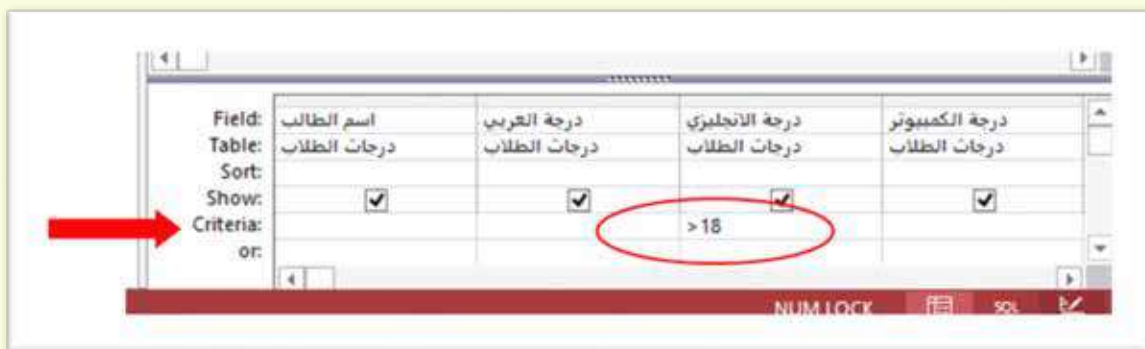 Field: اسم الطالب درجة العربي درجة الانجليزي درجة الكمبيوتر
Table: درجات الطلاب درجات الطلاب درجات الطلاب درجات الطلاب
Sort:
Show:
Criteria: >18
or:
NUM LOCK SQL